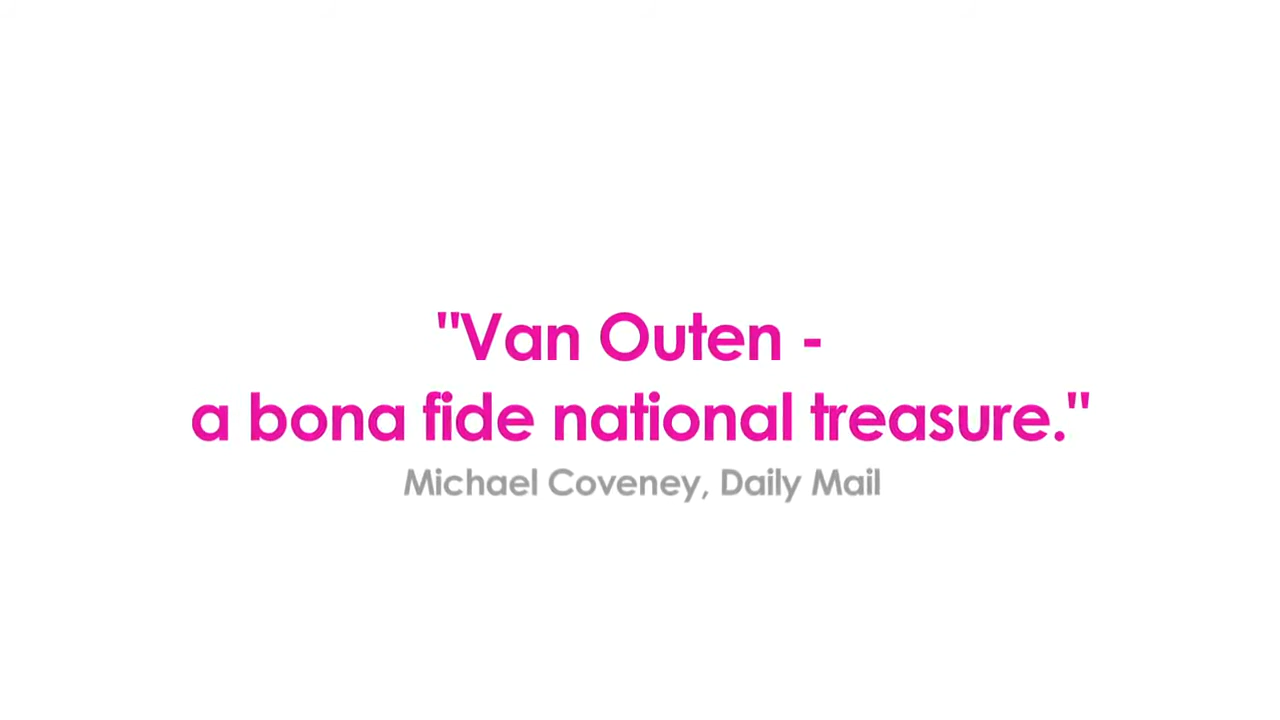 "Van Outen -
a bona fide national treasure."
Michael Coveney, Daily Mail